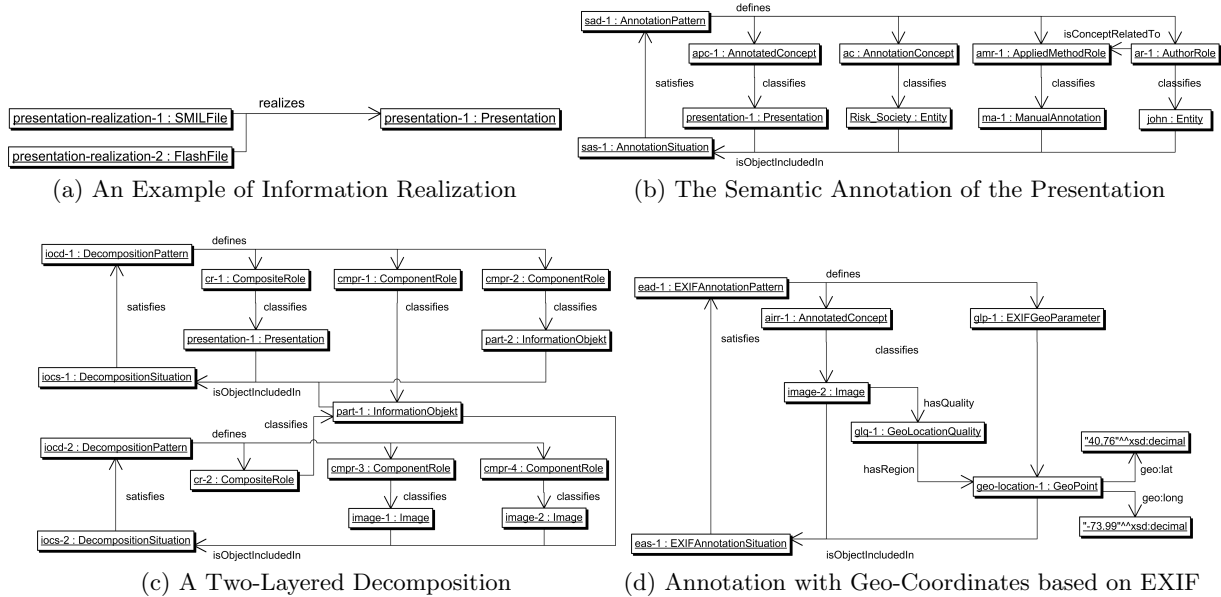 realizes
presentation-realization-1 : SMILFile
presentation-1 : Presentation
presentation-realization-2 : FlashFile
(a) An Example of Information Realization
sad-1 : AnnotationPattern
defines
isConceptRelatedTo
apc-1 : AnnotatedConcept
ac : AnnotationConcept
amr-1 : AppliedMethodRole
ar-1 : AuthorRole
satisfies
classifies
classifies
classifies
classifies
presentation-1 : Presentation
Risk_Society : Entity
ma-1 : ManualAnnotation
john : Entity
sas-1 : AnnotationSituation
isObjectIncludedIn
(b) The Semantic Annotation of the Presentation
iocd-1 : DecompositionPattern
defines
cr-1 : CompositeRole
cmpr-1 : ComponentRole
cmpr-2 : ComponentRole
satisfies
classifies
classifies
classifies
presentation-1 : Presentation
part-2 : InformationObjekt
iocs-1 : DecompositionSituation
isObjectIncludedIn
part-1 : InformationObjekt
classifies
iocd-2 : DecompositionPattern
defines
cr-2 : CompositeRole
cmpr-3 : ComponentRole
cmpr-4 : ComponentRole
satisfies
classifies
classifies
image-1 : Image
image-2 : Image
iocs-2 : DecompositionSituation
isObjectIncludedIn
(c) A Two-Layered Decomposition
ead-1 : EXIFAnnotationPattern
defines
airr-1 : AnnotatedConcept
glp-1 : EXIFGeoParameter
satisfies
classifies
image-2 : Image
hasQuality
glq-1 : GeoLocationQuality
"40.76"^^xsd:decimal
hasRegion
geo:lat
geo-location-1 : GeoPoint
geo:long
"-73.99"^^xsd:decimal
eas-1 : EXIFAnnotationSituation
isObjectIncludedIn
(d) Annotation with Geo-Coordinates based on EXIF